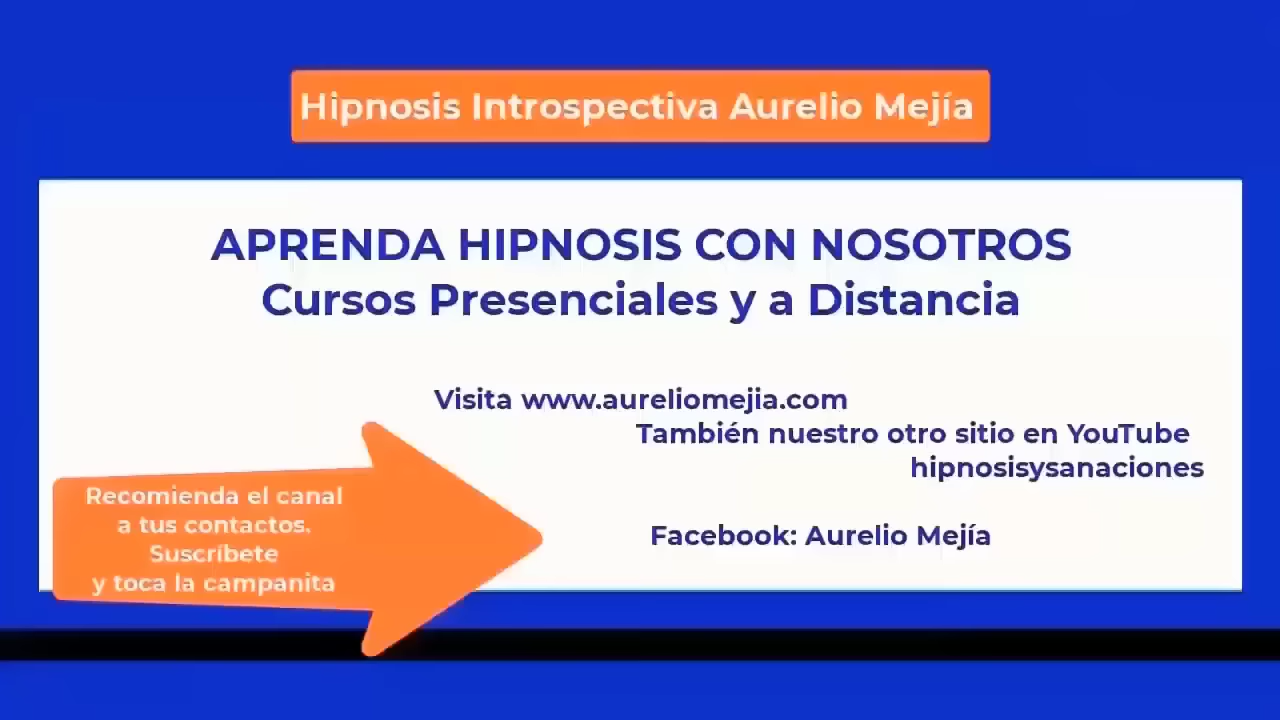 Hipnosis Introspectiva Aurelio Mejía
APRENDA HIPNOSIS CON NOSOTROS
Cursos Presenciales y a Distancia
Visita www.aureliomejia.com
También nuestro otro sitio en YouTube
hipnosisysanaciones
Facebook: Aurelio Mejía
Recomienda el canal
a tus contactos.
Suscríbete
y toca la campanita